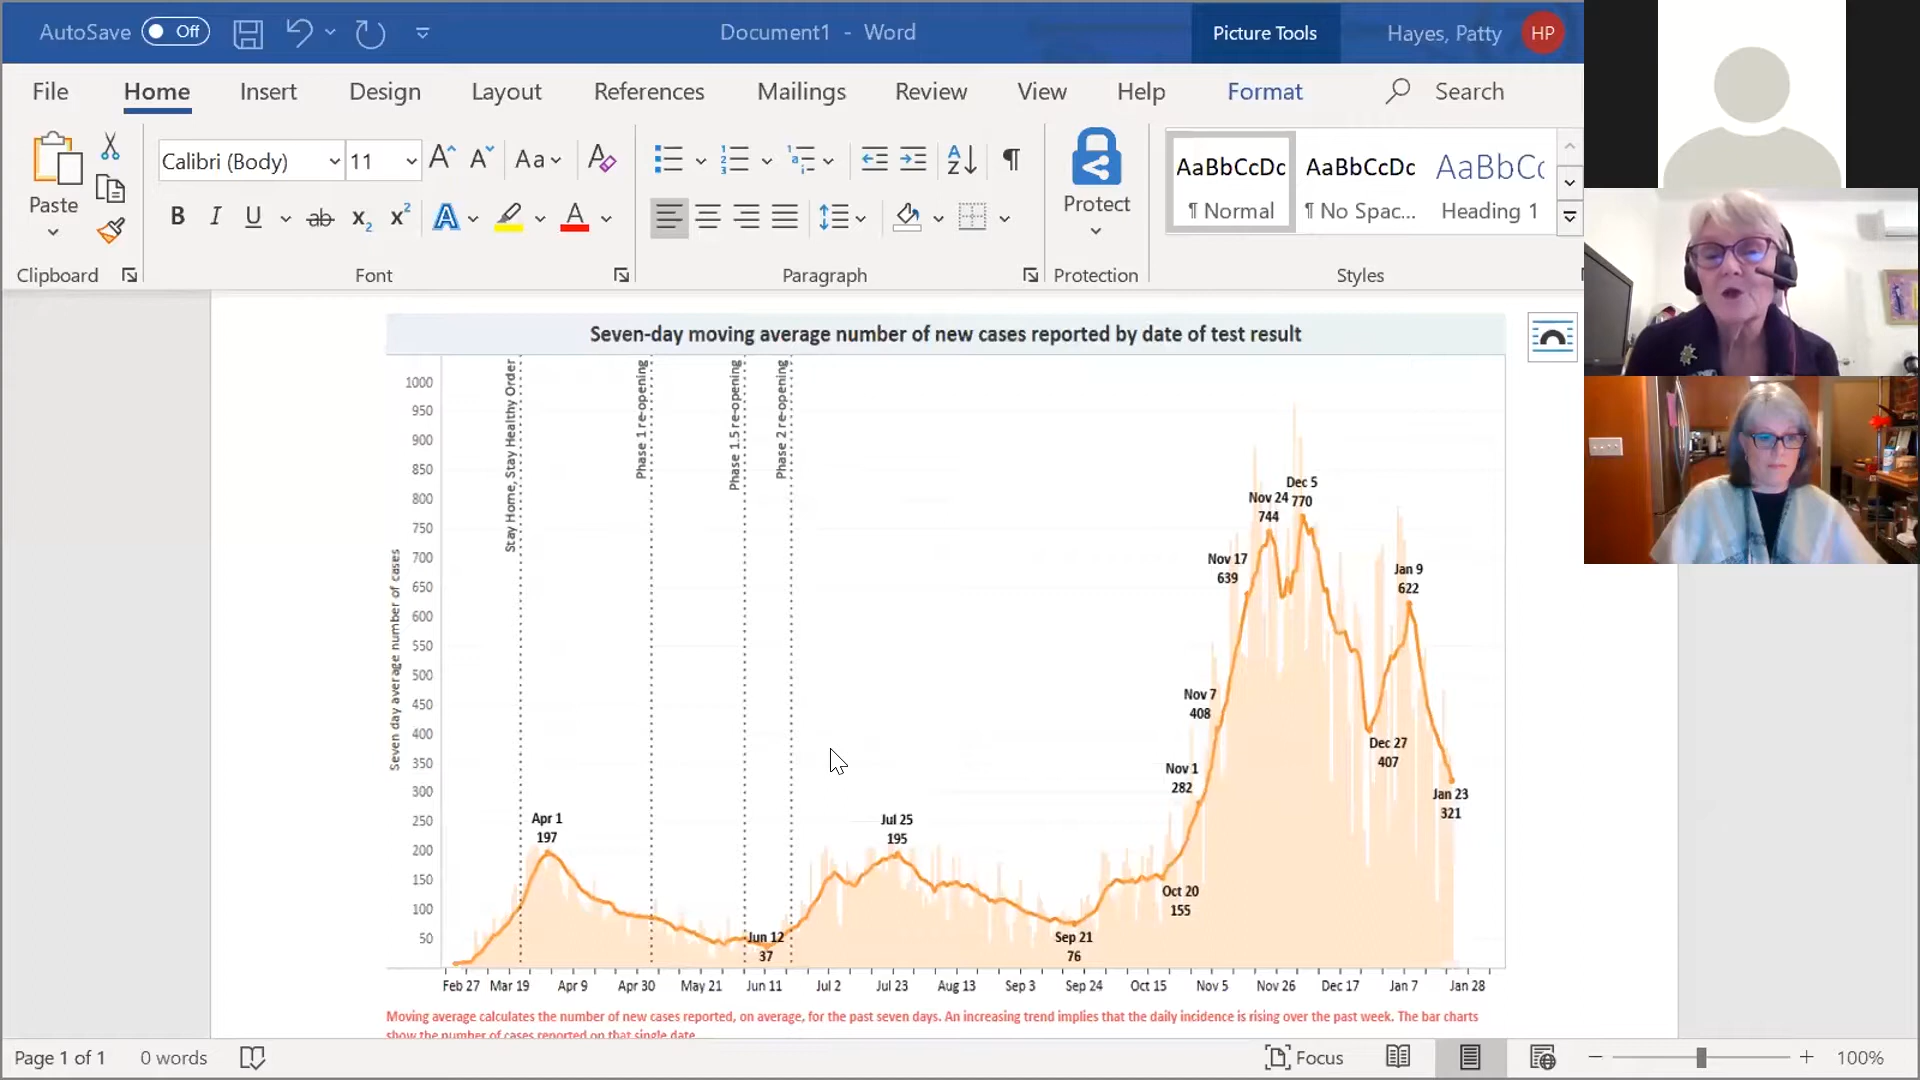 AutoSave Off Document1 - Word Picture Tools Hayes, Patty HP
File Home Insert Design Layout References Mailings Review View Help Format Search
Paste Calibri (Body) 11 Aa Protect AaBbCcDc AaBbCcDc AaBbCc
B I U ab x₂ x² A A ¶ Normal ¶ No Spac... Heading 1
Clipboard Font Paragraph Protection Styles
Seven-day moving average number of new cases reported by date of test result
Seven day average number of cases
1000
950
900
850
800
750
700
650
600
550
500
450
400
350
300
250
200
150
100
50
Stay Home, Stay Healthy Order
Phase 1 re-opening
Phase 1.5 re-opening
Phase 2 re-opening
Apr 1
197
Jun 12
37
Jul 25
195
Sep 21
76
Oct 20
155
Nov 1
282
Nov 7
408
Nov 17
639
Nov 24
744
Dec 5
770
Dec 27
407
Jan 9
622
Jan 23
321
Feb 27 Mar 19 Apr 9 Apr 30 May 21 Jun 11 Jul 2 Jul 23 Aug 13 Sep 3 Sep 24 Oct 15 Nov 5 Nov 26 Dec 17 Jan 7 Jan 28
Moving average calculates the number of new cases reported, on average, for the past seven days. An increasing trend implies that the daily incidence is rising over the past week. The bar charts
show the number of cases reported on that single date.
Page 1 of 1 0 words Focus 100%